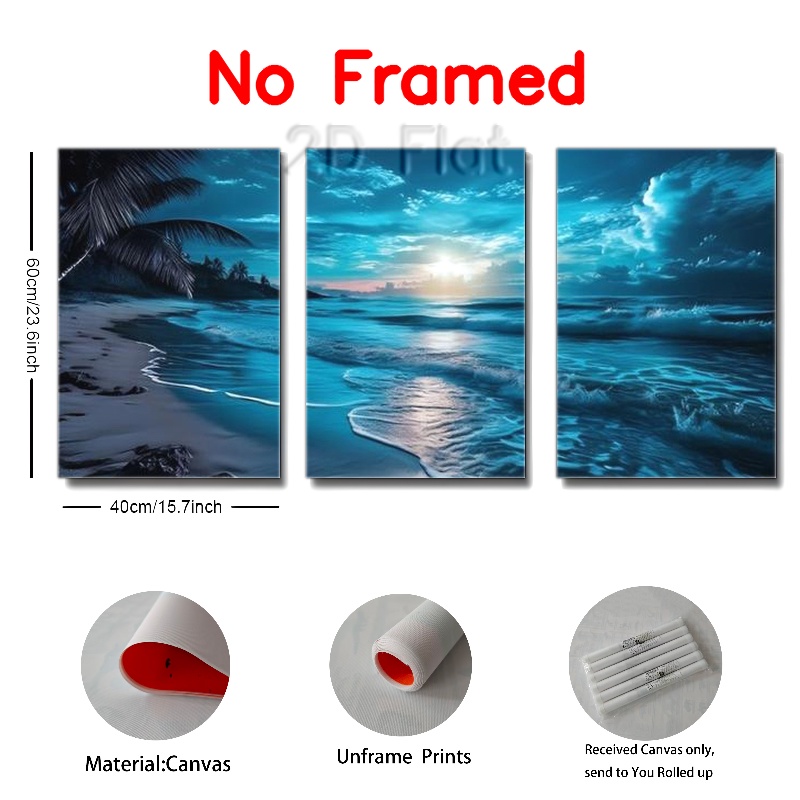 No Framed
2D Flat
60cm/23.6inch
40cm/15.7inch
Material:Canvas
Unframe Prints
Received Canvas only,
send to You Rolled up